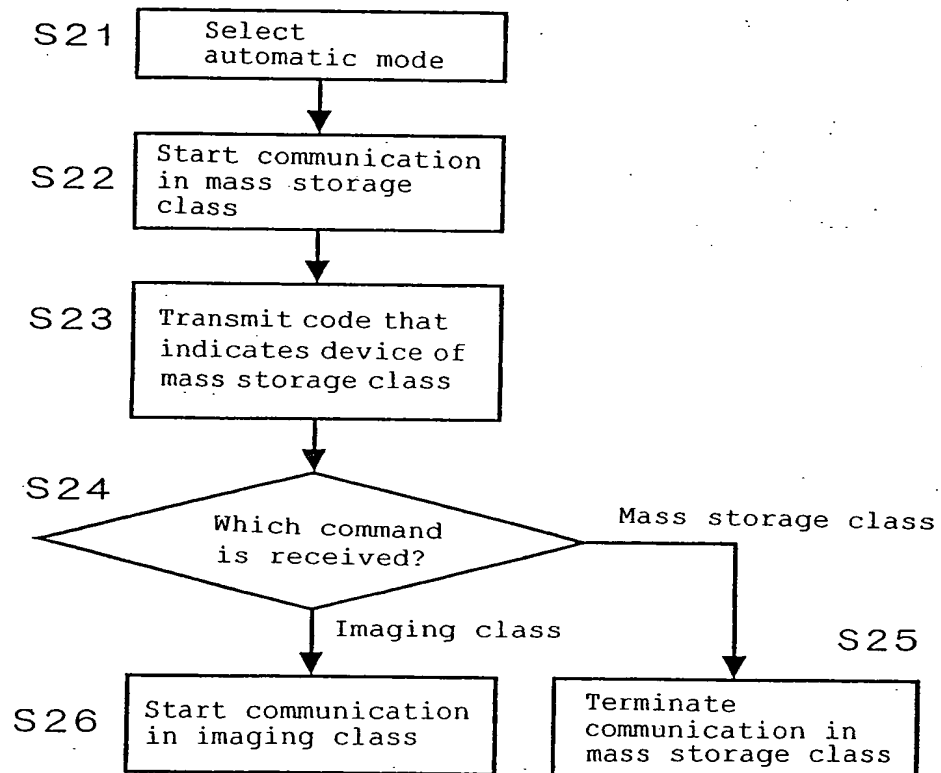 S21
Select
automatic mode
S22
Start communication
in mass storage
class
S23
Transmit code that
indicates device of
mass storage class
S24
Which command
is received?
Mass storage class
Imaging class
S25
S26
Start communication
in imaging class
Terminate
communication in
mass storage class